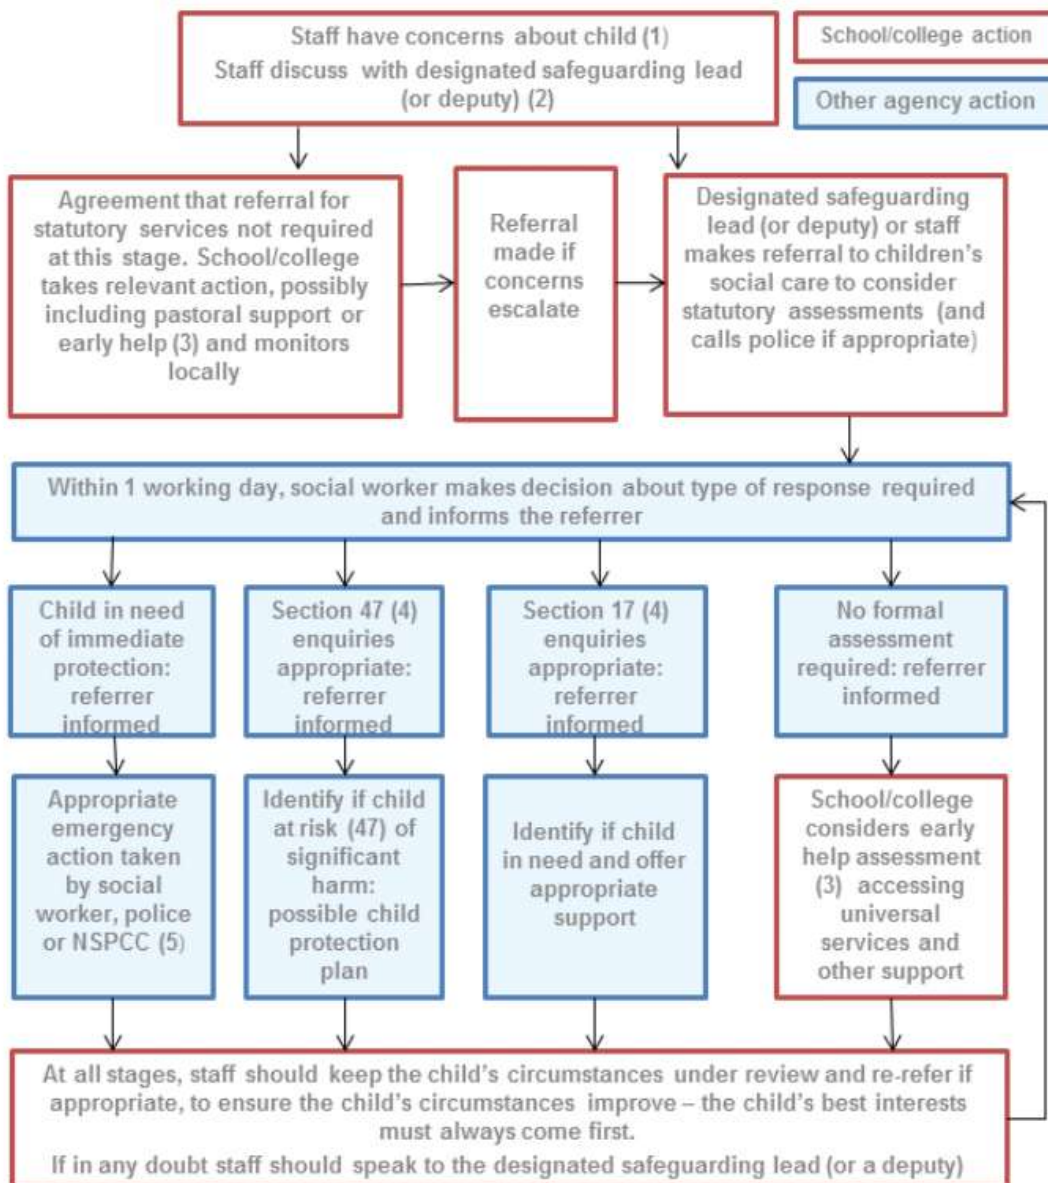 Staff have concerns about child (1)
Staff discuss with designated safeguarding lead
(or deputy) (2)
School/college action
Other agency action
Agreement that referral for
statutory services not required
at this stage. School/college
takes relevant action, possibly
including pastoral support or
early help (3) and monitors
locally
Referral
made if
concerns
escalate
Designated safeguarding
lead (or deputy) or staff
makes referral to children's
social care to consider
statutory assessments (and
calls police if appropriate)
Within 1 working day, social worker makes decision about type of response required
and informs the referrer
Child in need
of immediate
protection:
referrer
informed
Section 47 (4)
enquiries
appropriate:
referrer
informed
Section 17 (4)
enquiries
appropriate:
referrer
informed
No formal
assessment
required: referrer
informed
Appropriate
emergency
action taken
by social
worker, police
or NSPCC (5)
Identify if child
at risk (47) of
significant
harm:
possible child
protection
plan
Identify if child
in need and offer
appropriate
support
School/college
considers early
help assessment
(3) accessing
universal
services and
other support
At all stages, staff should keep the child's circumstances under review and re-refer if
appropriate, to ensure the child's circumstances improve – the child's best interests
must always come first.
If in any doubt staff should speak to the designated safeguarding lead (or a deputy)